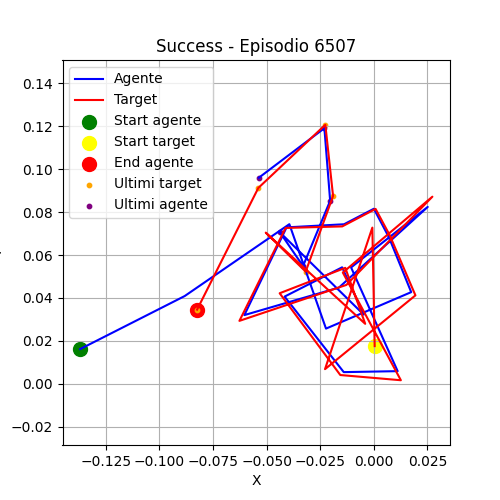 Success - Episodio 6507
Agente
Target
Start agente
Start target
End agente
Ultimi target
Ultimi agente
0.14
0.12
0.10
0.08
0.06
0.04
0.02
0.00
−0.02
−0.125 −0.100 −0.075 −0.050 −0.025 0.000 0.025
X